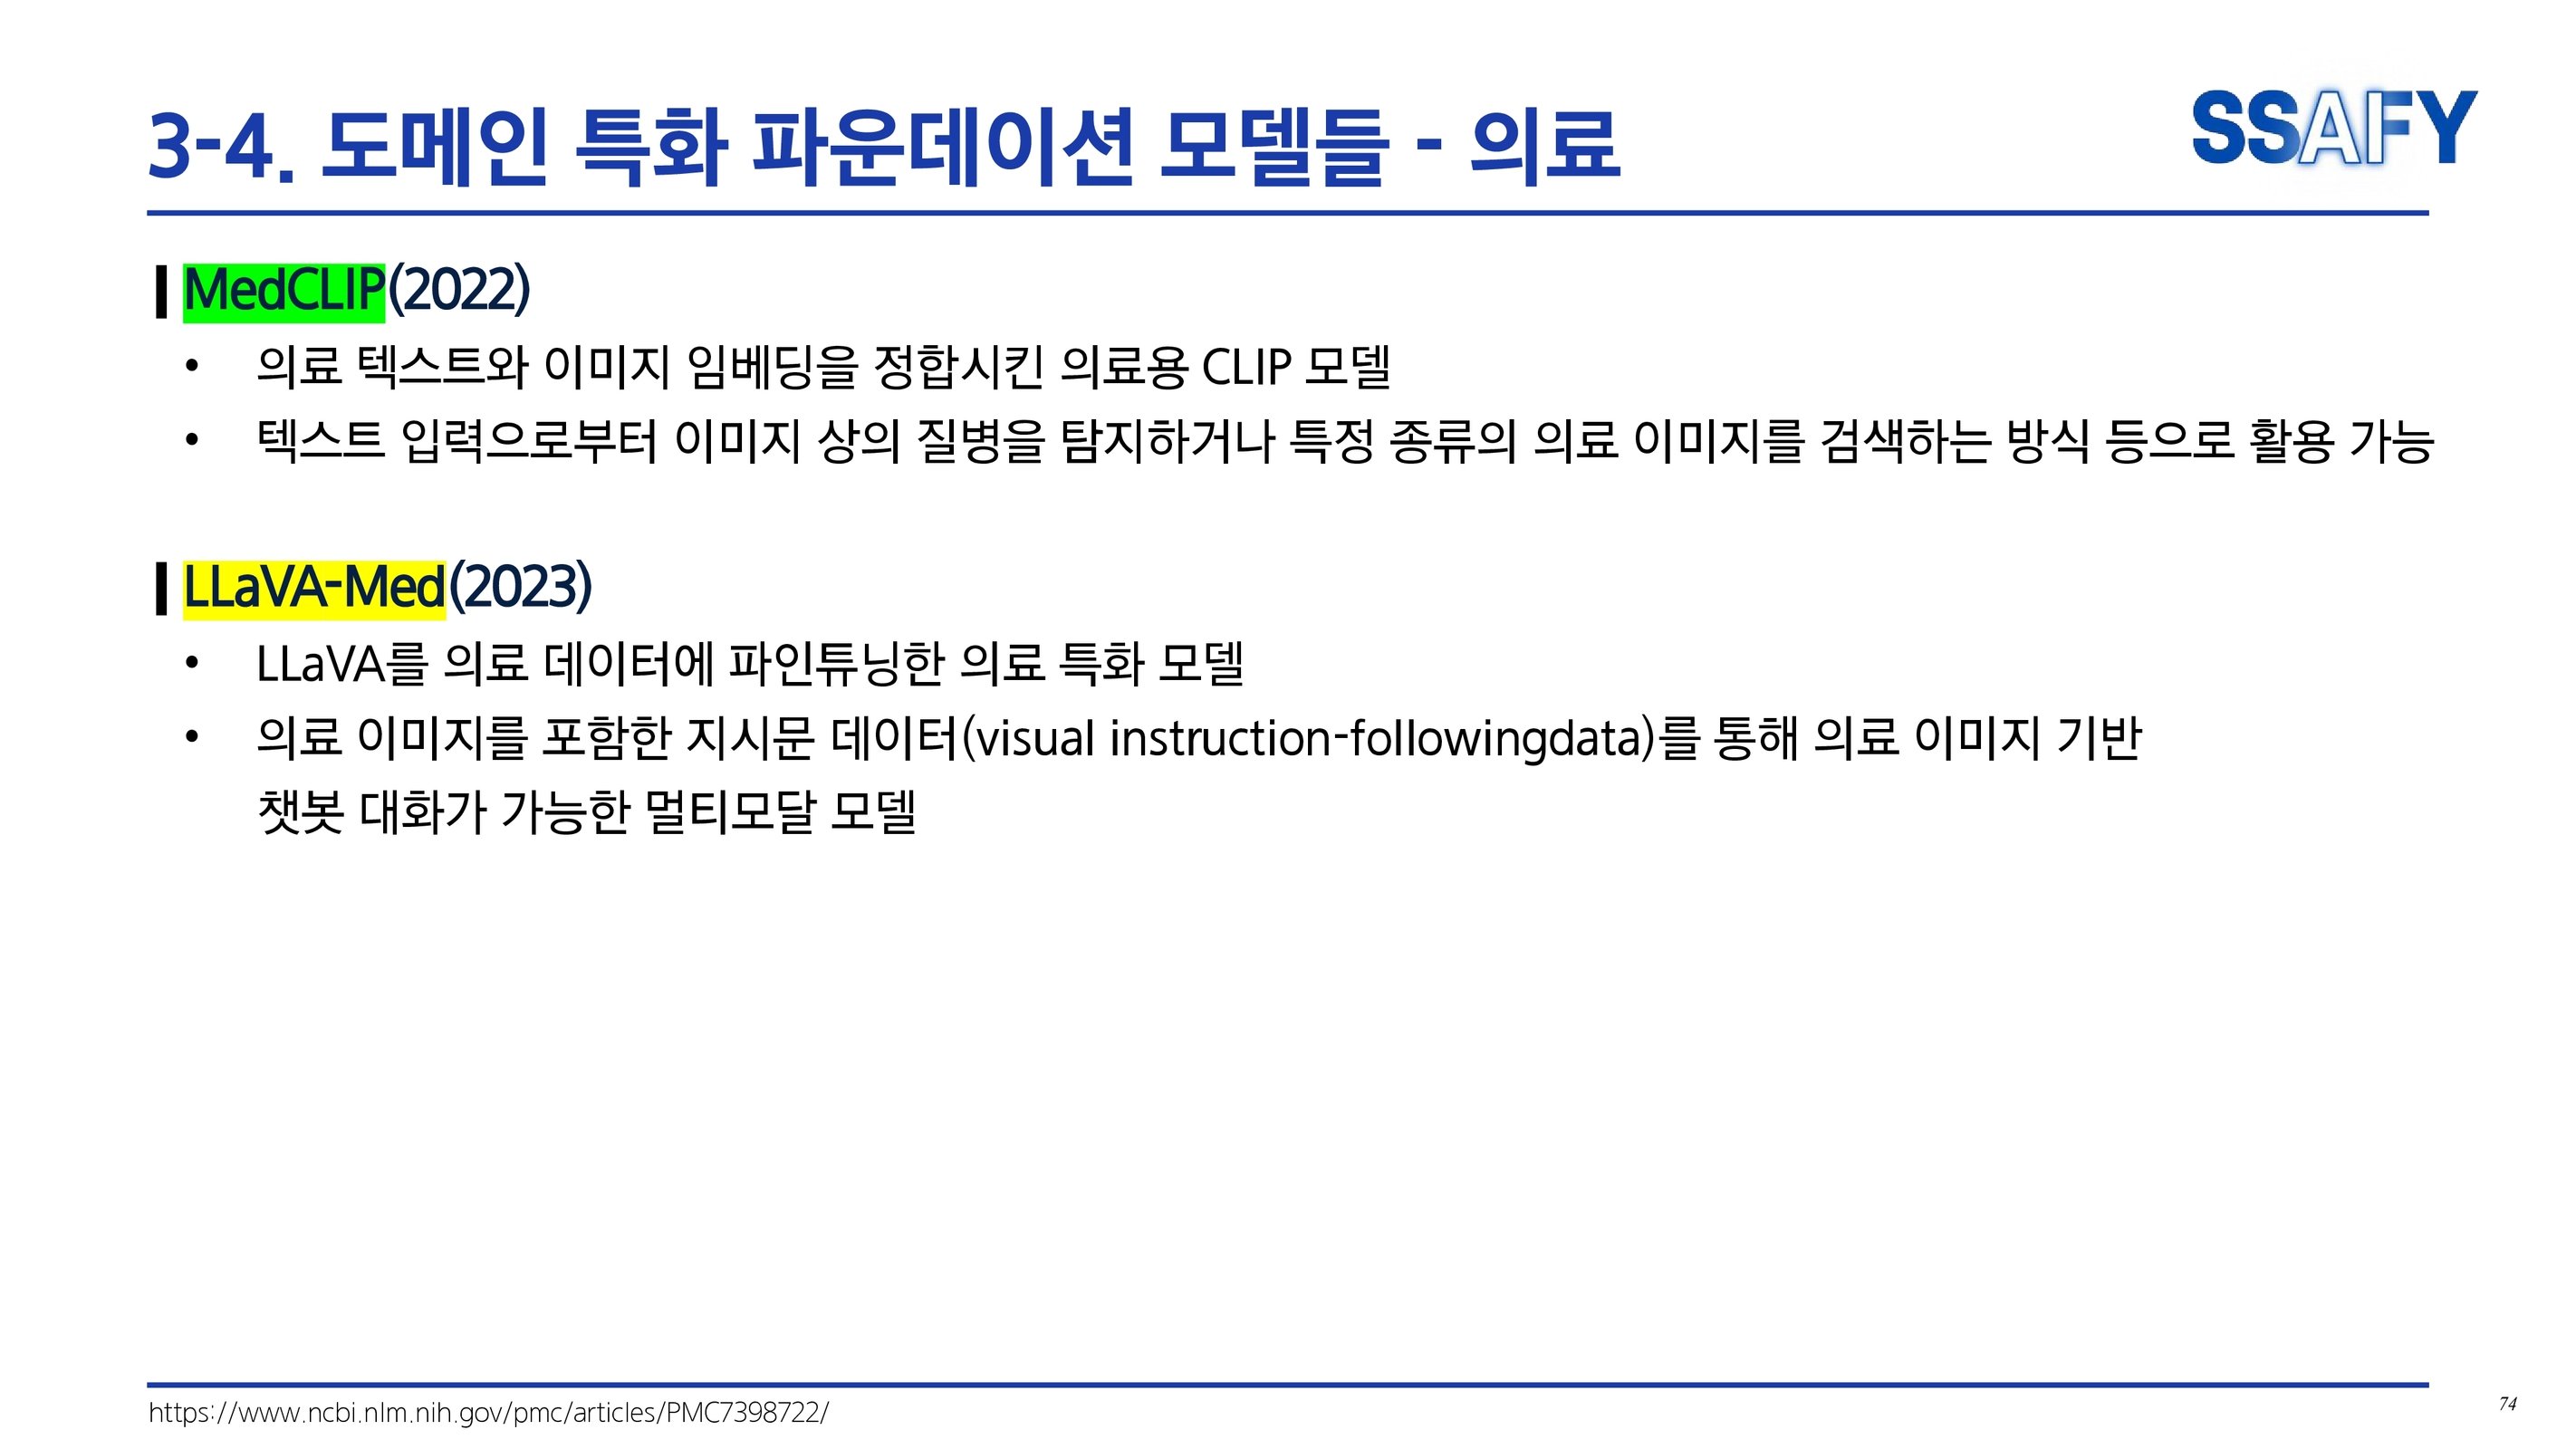 3-4. 도메인 특화 파운데이션 모델들 - 의료
SSAFY
MedCLIP(2022)
• 의료 텍스트와 이미지 임베딩을 정합시킨 의료용 CLIP 모델
• 텍스트 입력으로부터 이미지 상의 질병을 탐지하거나 특정 종류의 의료 이미지를 검색하는 방식 등으로 활용 가능
LLaVA-Med(2023)
• LLaVA를 의료 데이터에 파인튜닝한 의료 특화 모델
• 의료 이미지를 포함한 지시문 데이터(visual instruction-followingdata)를 통해 의료 이미지 기반
챗봇 대화가 가능한 멀티모달 모델
https://www.ncbi.nlm.nih.gov/pmc/articles/PMC7398722/
74